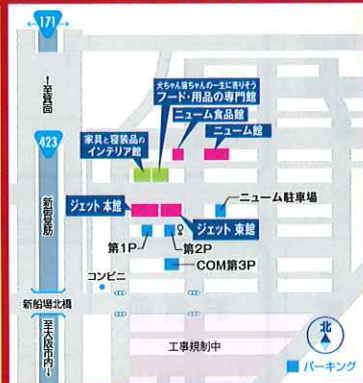 171
↑至箕面
423
新御堂筋
犬ちゃん猫ちゃんの一生に寄りそう
フード・用品の専門館
ニューム食品館
ニューム館
家具と寝装品の
インテリア館
ジェット 本館
ニューム駐車場
ジェット 東館
第1P
第2P
COM第3P
コンビニ
新船場北橋
至大阪市内↓
工事規制中
北
パーキング